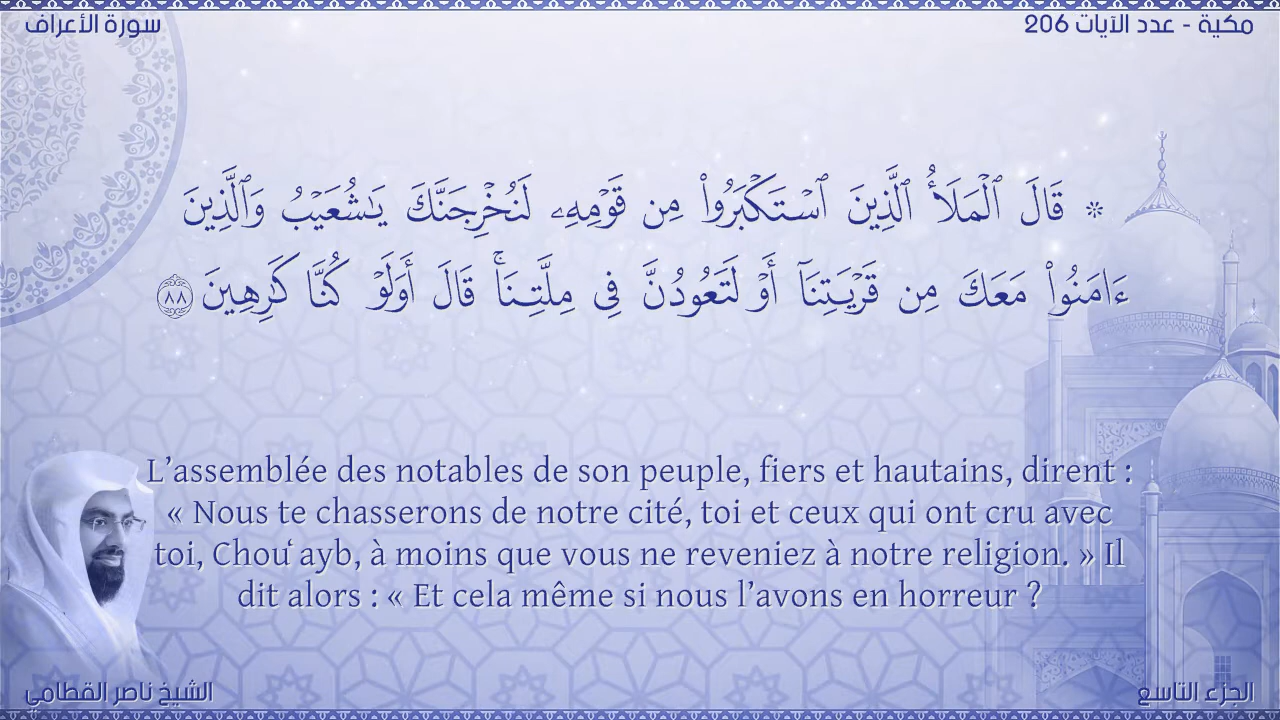 مكية - عدد الآيات 206
سورة الأعراف
۞ قَالَ ٱلْمَلَأُ ٱلَّذِينَ ٱسْتَكْبَرُوا۟ مِن قَوْمِهِۦ لَنُخْرِجَنَّكَ يَـٰشُعَيْبُ وَٱلَّذِينَ
ءَامَنُوا۟ مَعَكَ مِن قَرْيَتِنَآ أَوْ لَتَعُودُنَّ فِى مِلَّتِنَا ۚ قَالَ أَوَلَوْ كُنَّا كَـٰرِهِينَ ٨٨
L’assemblée des notables de son peuple, fiers et hautains, dirent :
« Nous te chasserons de notre cité, toi et ceux qui ont cru avec
toi, Chou‘ayb, à moins que vous ne reveniez à notre religion. » Il
dit alors : « Et cela même si nous l’avons en horreur ?
الجزء التاسع
الشيخ ناصر القطامي